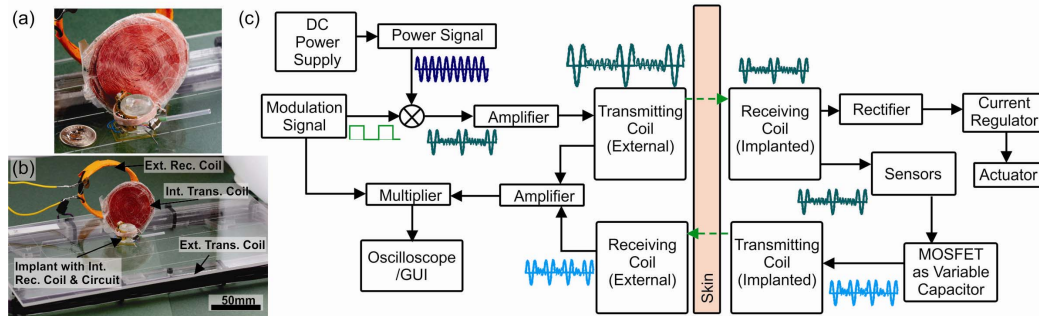 (a)
(b)
Ext. Rec. Coil
Int. Trans. Coil
Ext. Trans. Coil
Implant with Int.
Rec. Coil & Circuit
50mm
(c)
DC
Power
Supply
Power Signal
Modulation
Signal
Amplifier
Transmitting
Coil
(External)
Multiplier
Amplifier
Oscilloscope
/GUI
Receiving
Coil
(External)
Skin
Receiving
Coil
(Implanted)
Rectifier
Current
Regulator
Actuator
Sensors
Transmitting
Coil
(Implanted)
MOSFET
as Variable
Capacitor